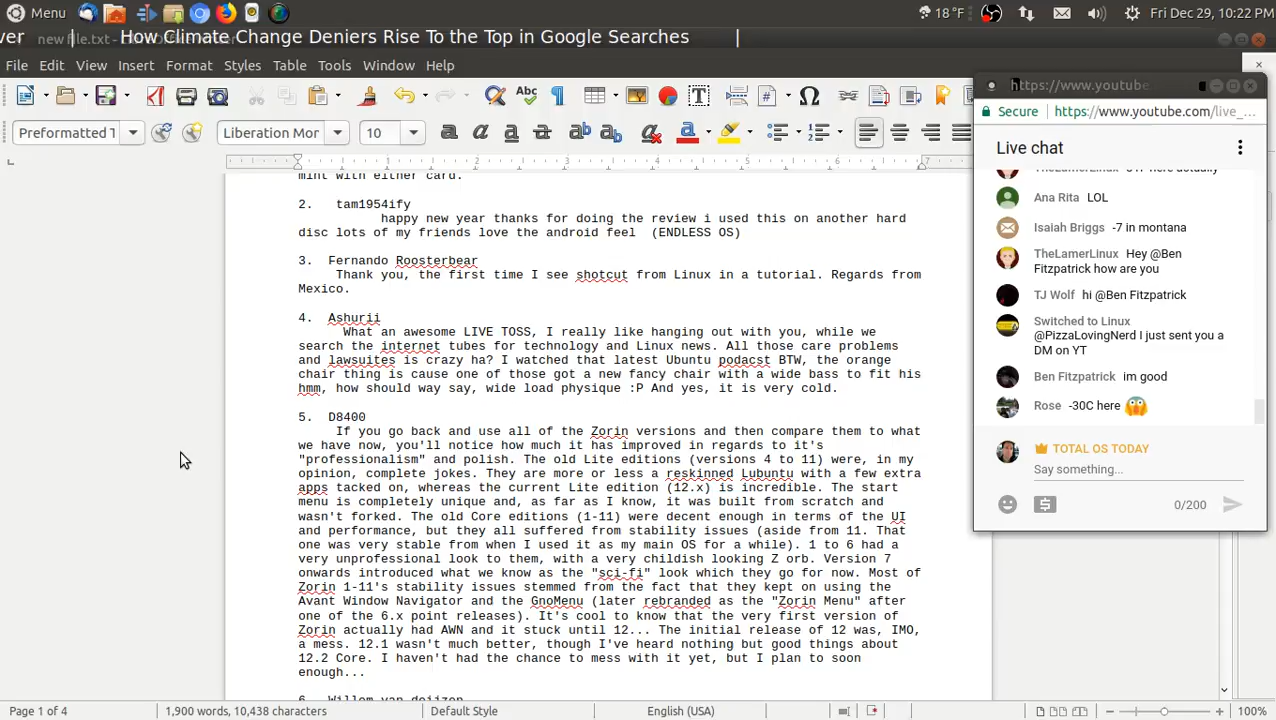 Menu
18 °F
Fri Dec 29, 10:22 PM
ver | How Climate Change Deniers Rise To the Top in Google Searches |
File Edit View Insert Format Styles Table Tools Window Help
Preformatted T
Liberation Mor
10
1 2 3 4 5 6 7
mint with either card.
2. tam1954ify
happy new year thanks for doing the review i used this on another hard
disc lots of my friends love the android feel (ENDLESS OS)
3. Fernando Roosterbear
Thank you, the first time I see shotcut from Linux in a tutorial. Regards from
Mexico.
4. Ashurii
What an awesome LIVE TOSS, I really like hanging out with you, while we
search the internet tubes for technology and Linux news. All those care problems
and lawsuites is crazy ha? I watched that latest Ubuntu podacst BTW, the orange
chair thing is cause one of those got a new fancy chair with a wide bass to fit his
hmm, how should way say, wide load physique :P And yes, it is very cold.
5. D8400
If you go back and use all of the Zorin versions and then compare them to what
we have now, you'll notice how much it has improved in regards to it's
"professionalism" and polish. The old Lite editions (versions 4 to 11) were, in my
opinion, complete jokes. They are more or less a reskinned Lubuntu with a few extra
apps tacked on, whereas the current Lite edition (12.x) is incredible. The start
menu is completely unique and, as far as I know, it was built from scratch and
wasn't forked. The old Core editions (1-11) were decent enough in terms of the UI
and performance, but they all suffered from stability issues (aside from 11. That
one was very stable from when I used it as my main OS for a while). 1 to 6 had a
very unprofessional look to them, with a very childish looking Z orb. Version 7
onwards introduced what we know as the "sci-fi" look which they go for now. Most of
Zorin 1-11's stability issues stemmed from the fact that they kept on using the
Avant Window Navigator and the GnoMenu (later rebranded as the "Zorin Menu" after
one of the 6.x point releases). It's cool to know that the very first version of
Zorin actually had AWN and it stuck until 12... The initial release of 12 was, IMO,
a mess. 12.1 wasn't much better, though I've heard nothing but good things about
12.2 Core. I haven't had the chance to mess with it yet, but I plan to soon
enough...
6. Willem van deijzen
Page 1 of 4
1,900 words, 10,438 characters
Default Style
English (USA)
100%
https://www.youtube.
Secure https://www.youtube.com/live_...
Live chat
TheLamerLinux 51F here actually
Ana Rita LOL
Isaiah Briggs -7 in montana
TheLamerLinux Hey @Ben
Fitzpatrick how are you
TJ Wolf hi @Ben Fitzpatrick
Switched to Linux
@PizzaLovingNerd I just sent you a
DM on YT
Ben Fitzpatrick im good
Rose -30C here
TOTAL OS TODAY
Say something...
0/200